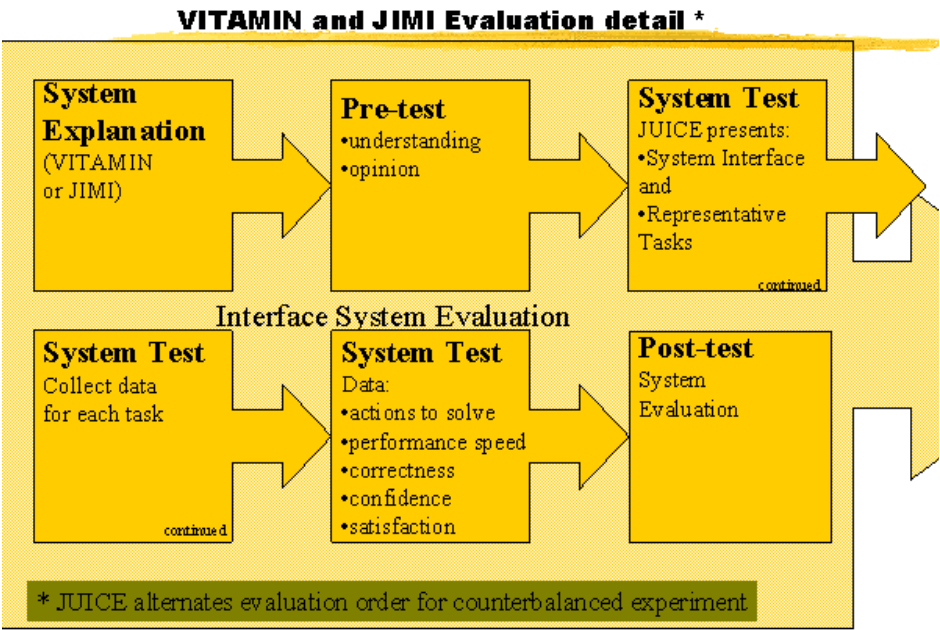 VITAMIN and JIMI Evaluation detail *
System
Explanation
(VITAMIN
or JIMI)
Pre-test
•understanding
•opinion
System Test
JUICE presents:
•System Interface
and
•Representative
Tasks
continued
Interface System Evaluation
System Test
Collect data
for each task
continued
System Test
Data:
•actions to solve
•performance speed
•correctness
•confidence
•satisfaction
Post-test
System
Evaluation
* JUICE alternates evaluation order for counterbalanced experiment